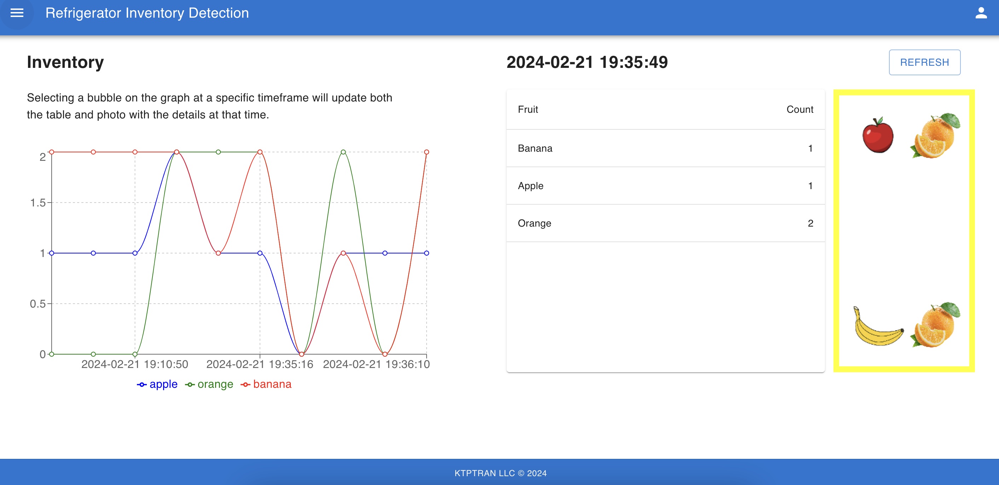 Refrigerator Inventory Detection
Inventory
Selecting a bubble on the graph at a specific timeframe will update both
the table and photo with the details at that time.
2
1.5
1
0.5
0
2024-02-21 19:10:50 2024-02-21 19:35:16 2024-02-21 19:36:10
apple orange banana
2024-02-21 19:35:49
REFRESH
Fruit Count
Banana 1
Apple 1
Orange 2
KTPTRAN LLC © 2024